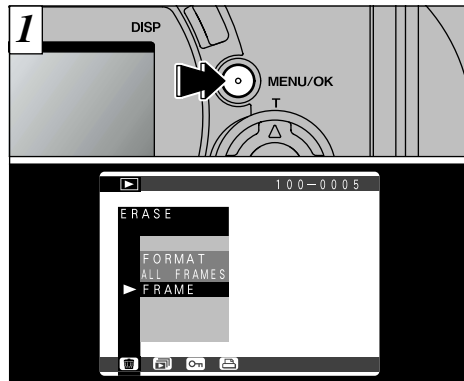 1
DISP
MENU/OK
T
100-0005
ERASE
FORMAT
ALL FRAMES
FRAME